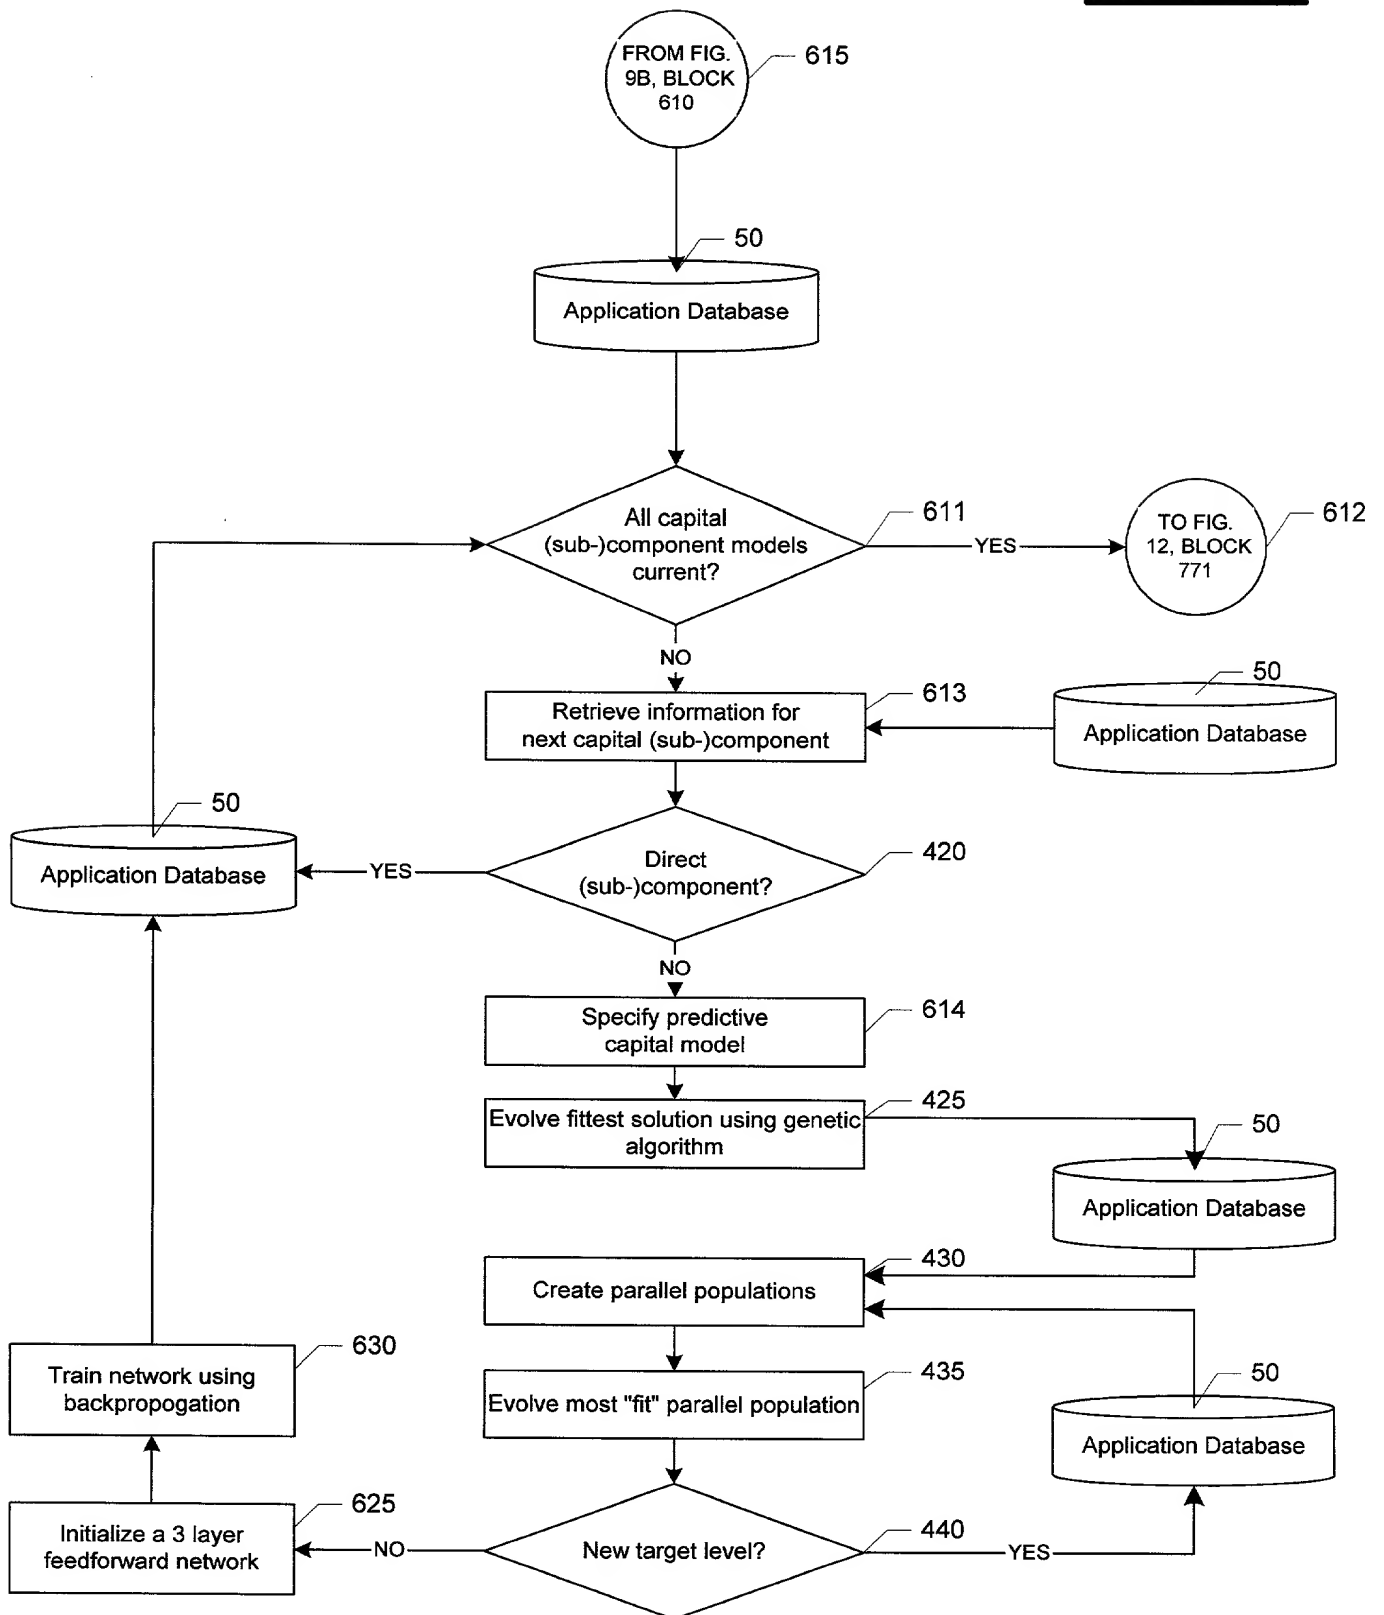 FROM FIG.
9B, BLOCK
610
615
50
Application Database
All capital
(sub-)component models
current?
611
YES
TO FIG.
12, BLOCK
771
612
NO
Retrieve information for
next capital (sub-)component
613
50
Application Database
50
Application Database
YES
Direct
(sub-)component?
420
NO
Specify predictive
capital model
614
Evolve fittest solution using genetic
algorithm
425
50
Application Database
Create parallel populations
430
Train network using
backpropogation
630
Evolve most "fit" parallel population
435
50
Application Database
Initialize a 3 layer
feedforward network
625
NO
New target level?
440
YES